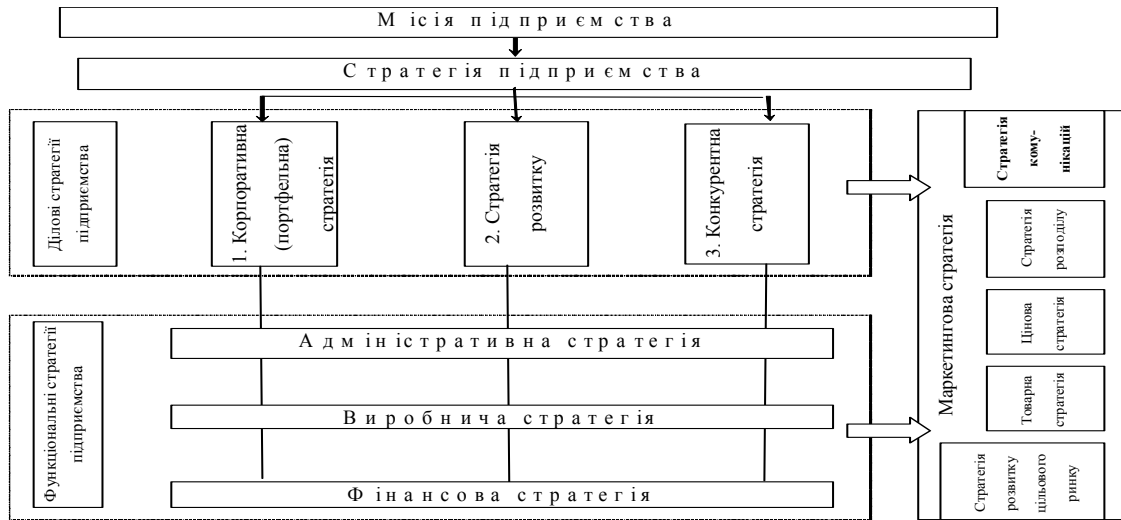 Місія підприємства
Стратегія підприємства
Ділові стратегії
підприємства
1. Корпоративна
(портфельна)
стратегія
2. Стратегія
розвитку
3. Конкурентна
стратегія
Функціональні стратегії
підприємства
Адміністративна стратегія
Виробнича стратегія
Фінансова стратегія
Маркетингова стратегія
Стратегія
кому-
нікацій
Стратегія
розподілу
Цінова
стратегія
Товарна
стратегія
Стратегія
розвитку
цільового
ринку